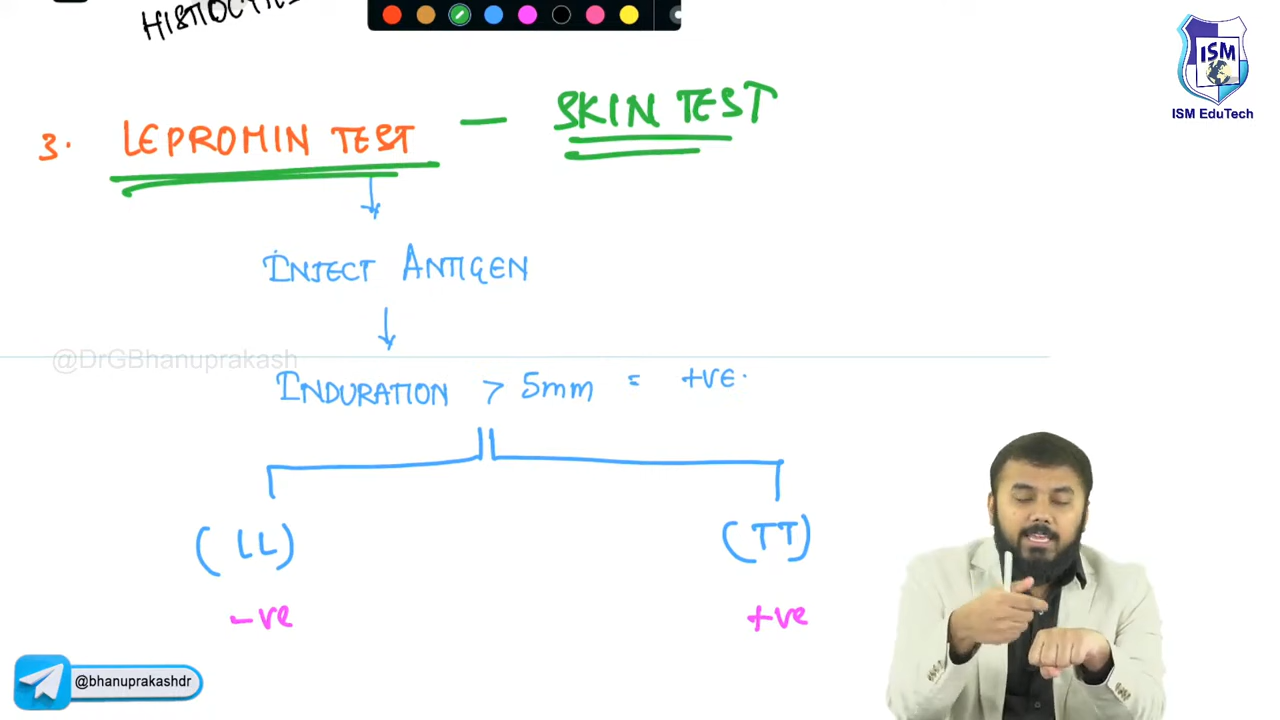 ISM
ISM EduTech
3. LEPROMIN TEST — SKIN TEST
INJECT ANTIGEN
@DrGBhanuprakash
INDURATION > 5mm = +VE.
(LL) (TT)
-ve +ve
@bhanuprakashdr